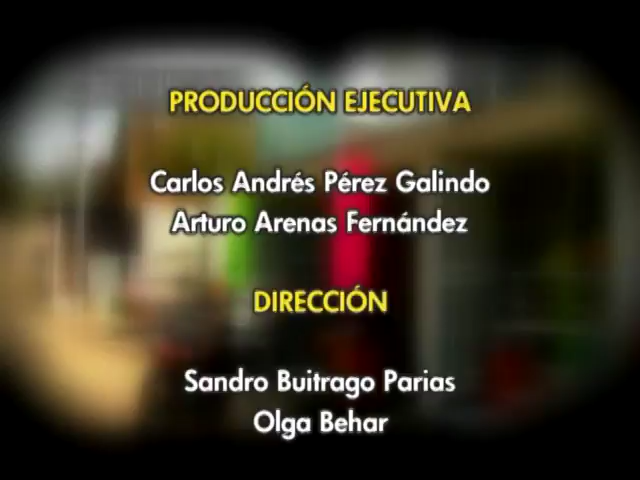 PRODUCCIÓN EJECUTIVA
Carlos Andrés Pérez Galindo
Arturo Arenas Fernández
DIRECCIÓN
Sandro Buitrago Parias
Olga Behar